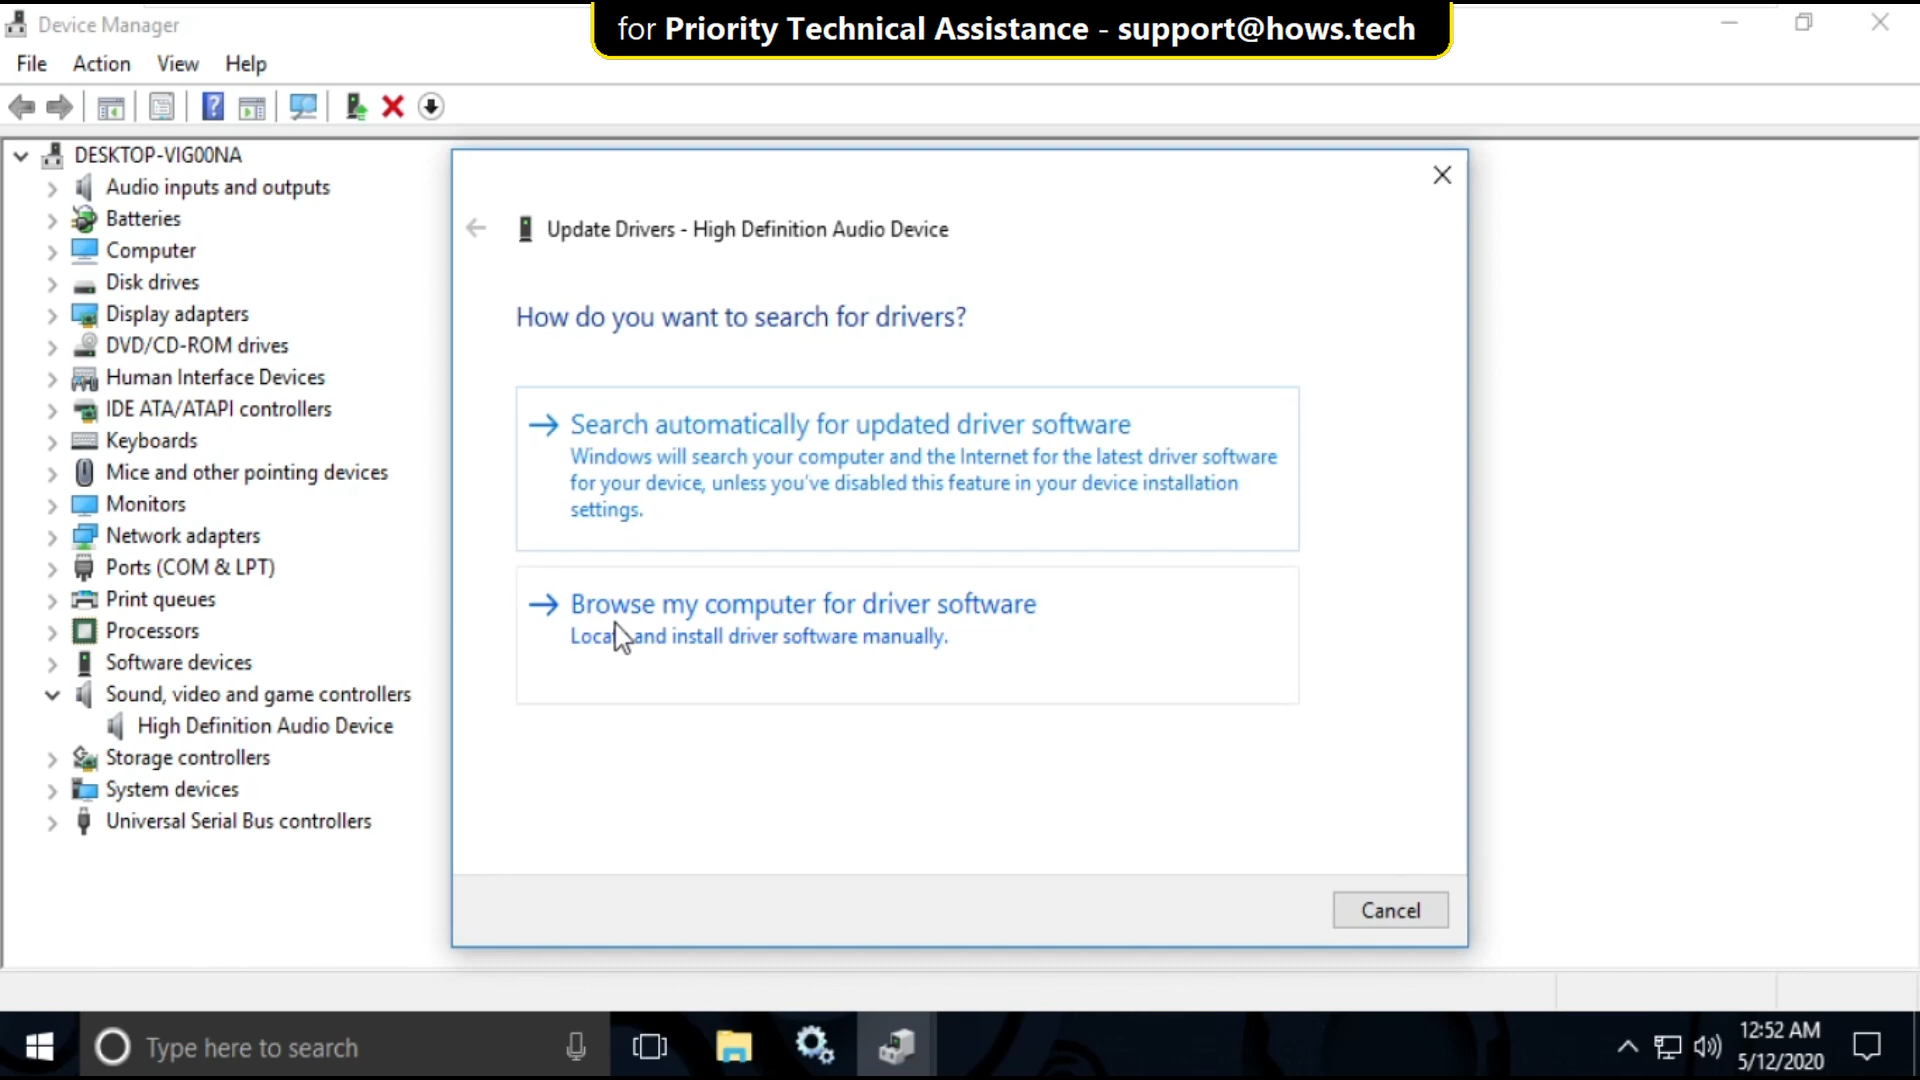 Device Manager
for Priority Technical Assistance - support@hows.tech
File Action View Help
DESKTOP-VIG00NA
Audio inputs and outputs
Batteries
Computer
Disk drives
Display adapters
DVD/CD-ROM drives
Human Interface Devices
IDE ATA/ATAPI controllers
Keyboards
Mice and other pointing devices
Monitors
Network adapters
Ports (COM & LPT)
Print queues
Processors
Software devices
Sound, video and game controllers
High Definition Audio Device
Storage controllers
System devices
Universal Serial Bus controllers
Update Drivers - High Definition Audio Device
How do you want to search for drivers?
Search automatically for updated driver software
Windows will search your computer and the Internet for the latest driver software
for your device, unless you've disabled this feature in your device installation
settings.
Browse my computer for driver software
Locate and install driver software manually.
Cancel
Type here to search
12:52 AM
5/12/2020